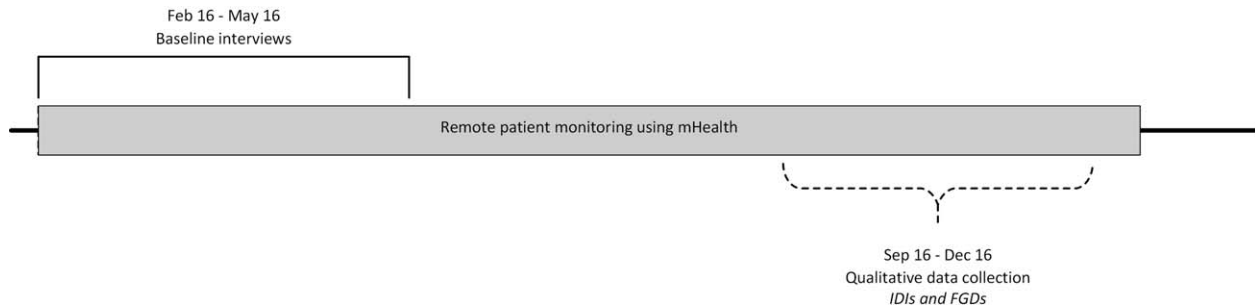 Feb 16 - May 16
Baseline interviews
Remote patient monitoring using mHealth
Sep 16 - Dec 16
Qualitative data collection
IDIs and FGDs